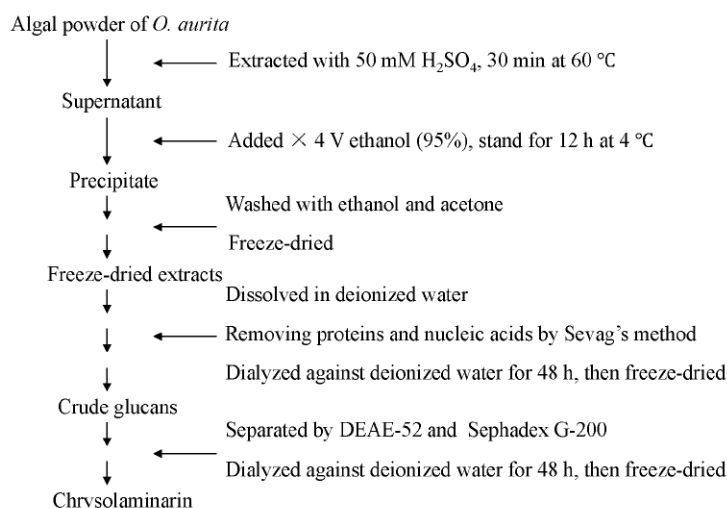 Algal powder of O. aurita
Extracted with 50 mM H₂SO₄, 30 min at 60 ℃
Supernatant
Added × 4 V ethanol (95%), stand for 12 h at 4 ℃
Precipitate
Washed with ethanol and acetone
Freeze-dried
Freeze-dried extracts
Dissolved in deionized water
Removing proteins and nucleic acids by Sevag's method
Dialyzed against deionized water for 48 h, then freeze-dried
Crude glucans
Separated by DEAE-52 and Sephadex G-200
Dialyzed against deionized water for 48 h, then freeze-dried
Chrysolaminarin